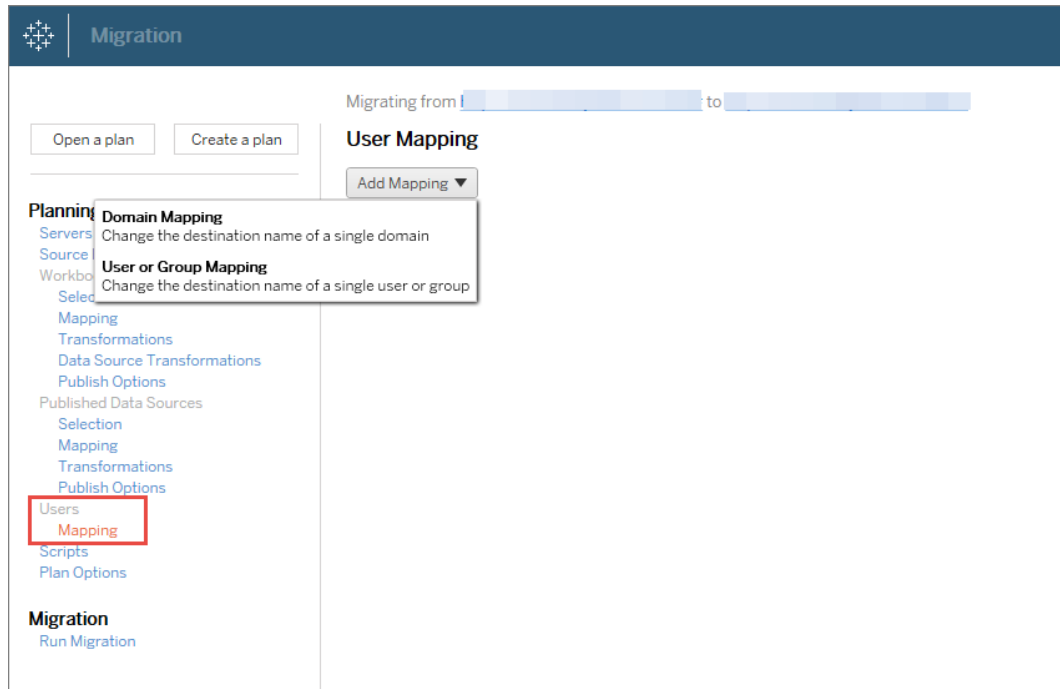 Migration
Migrating from to
Open a plan
Create a plan
User Mapping
Add Mapping ▼
Planning
Domain Mapping
Change the destination name of a single domain
User or Group Mapping
Change the destination name of a single user or group
Servers
Source
Mapping
Transformations
Data Source Transformations
Publish Options
Published Data Sources
Selection
Mapping
Transformations
Publish Options
Users
Mapping
Scripts
Plan Options
Migration
Run Migration